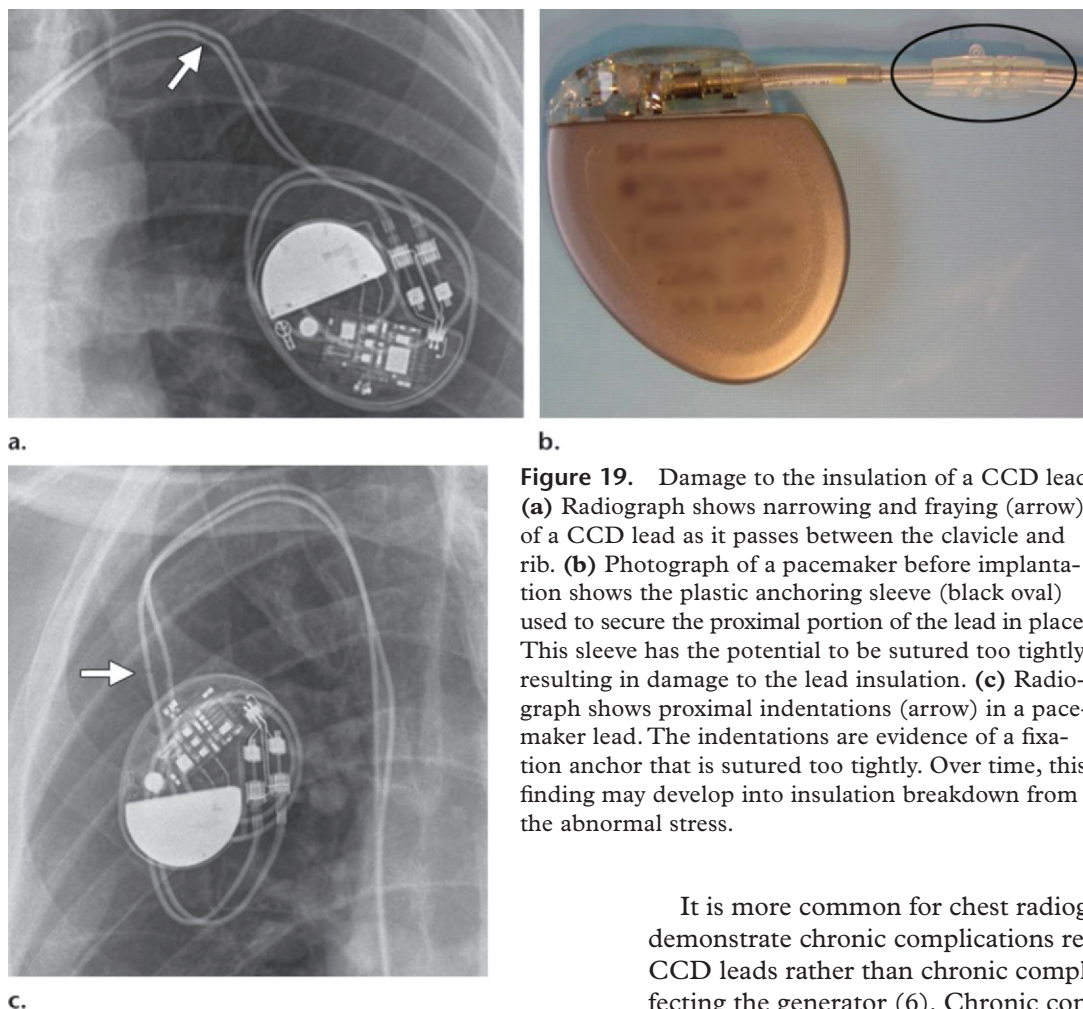 a.
b.
Figure 19. Damage to the insulation of a CCD lead
(a) Radiograph shows narrowing and fraying (arrow)
of a CCD lead as it passes between the clavicle and
rib. (b) Photograph of a pacemaker before implanta-
tion shows the plastic anchoring sleeve (black oval)
used to secure the proximal portion of the lead in place
This sleeve has the potential to be sutured too tightly
resulting in damage to the lead insulation. (c) Radio-
graph shows proximal indentations (arrow) in a pace-
maker lead. The indentations are evidence of a fixa-
tion anchor that is sutured too tightly. Over time, this
finding may develop into insulation breakdown from
the abnormal stress.
c.
It is more common for chest radiog
demonstrate chronic complications re
CCD leads rather than chronic compl
fecting the generator (6). Chronic con